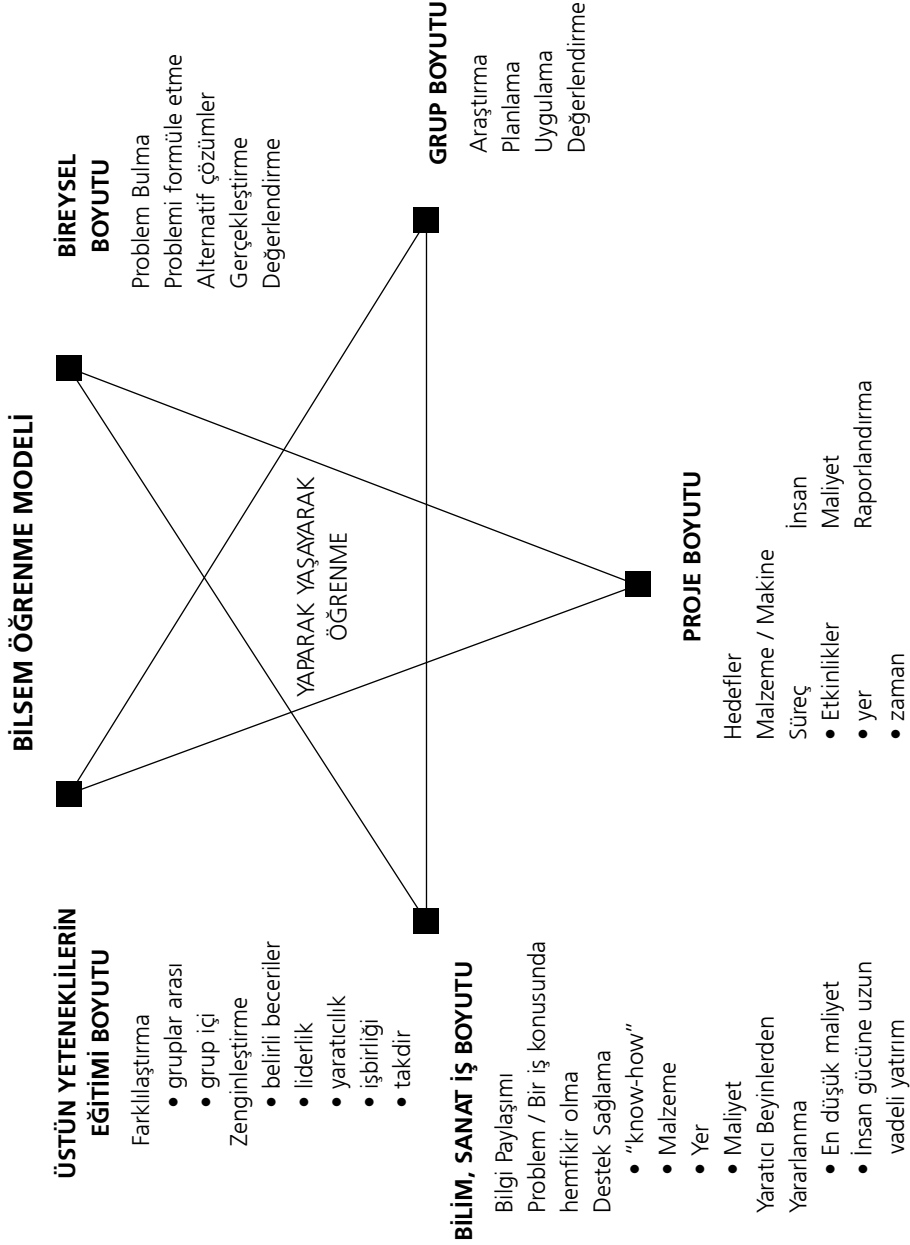 BİLSEM ÖĞRENME MODELİ
ÜSTÜN YETENEKLİLERİN
EĞİTİMİ BOYUTU
Farklılaştırma
• gruplar arası
• grup içi
Zenginleştirme
• belirli beceriler
• liderlik
• yaratıcılık
• işbirliği
• takdir
BİREYSEL
BOYUTU
Problem Bulma
Problemi formüle etme
Alternatif çözümler
Gerçekleştirme
Değerlendirme
YAPARAK YAŞAYARAK
ÖĞRENME
BİLİM, SANAT İŞ BOYUTU
Bilgi Paylaşımı
Problem / Bir iş konusunda
hemfikir olma
Destek Sağlama
• “know-how”
• Malzeme
• Yer
• Maliyet
Yaratıcı Beyinlerden
Yararlanma
• En düşük maliyet
• İnsan gücüne uzun
vadeli yatırım
GRUP BOYUTU
Araştırma
Planlama
Uygulama
Değerlendirme
PROJE BOYUTU
Hedefler
Malzeme / Makine
Süreç
• Etkinlikler
• yer
• zaman
İnsan
Maliyet
Raporlandırma